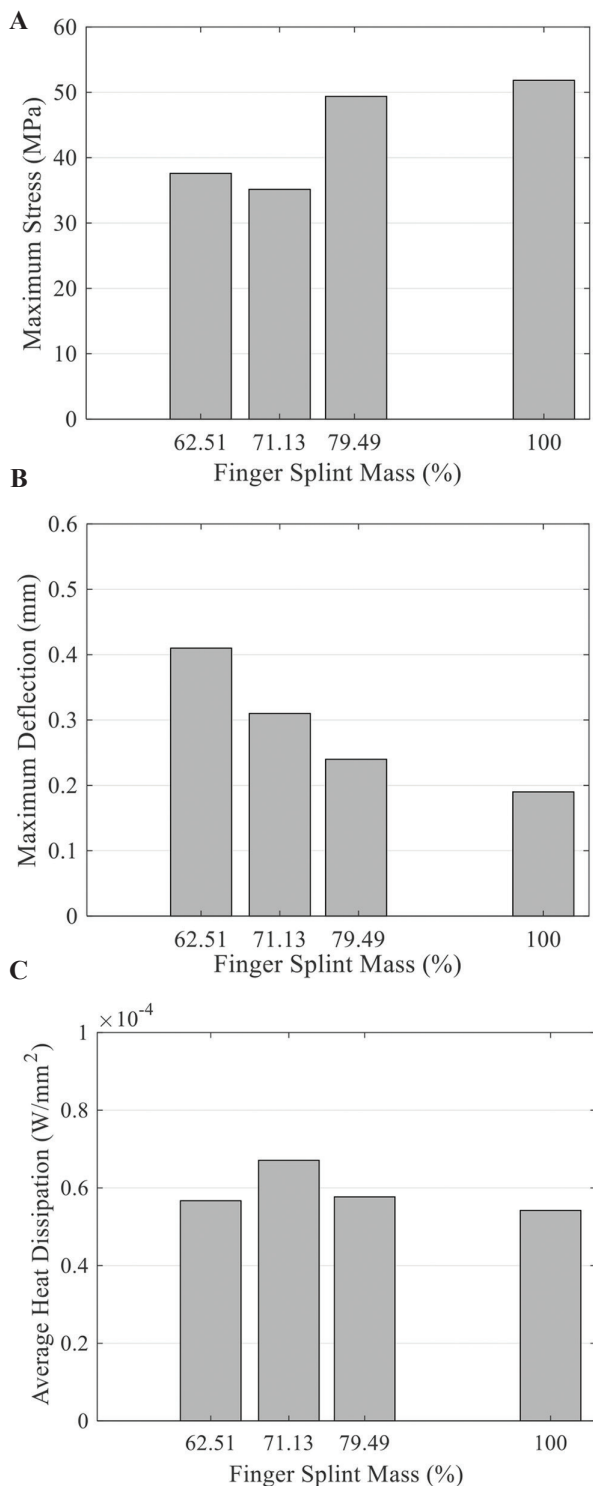 A
Maximum Stress (MPa)
60
50
40
30
20
10
0
62.51 71.13 79.49 100
Finger Splint Mass (%)
B
Maximum Deflection (mm)
0.6
0.5
0.4
0.3
0.2
0.1
0
62.51 71.13 79.49 100
Finger Splint Mass (%)
C
×10⁻⁴
Average Heat Dissipation (W/mm²)
1
0.8
0.6
0.4
0.2
0
62.51 71.13 79.49 100
Finger Splint Mass (%)